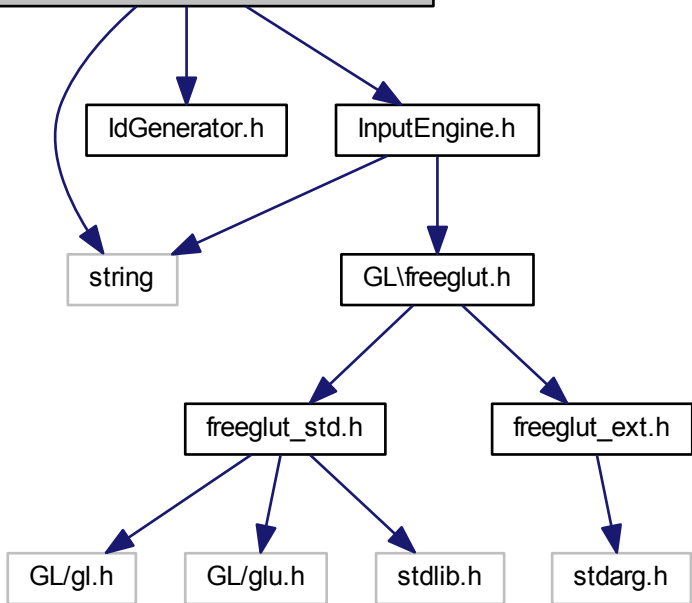 IdGenerator.h
InputEngine.h
string
GL\freeglut.h
freeglut_std.h
freeglut_ext.h
GL/gl.h
GL/glu.h
stdlib.h
stdarg.h